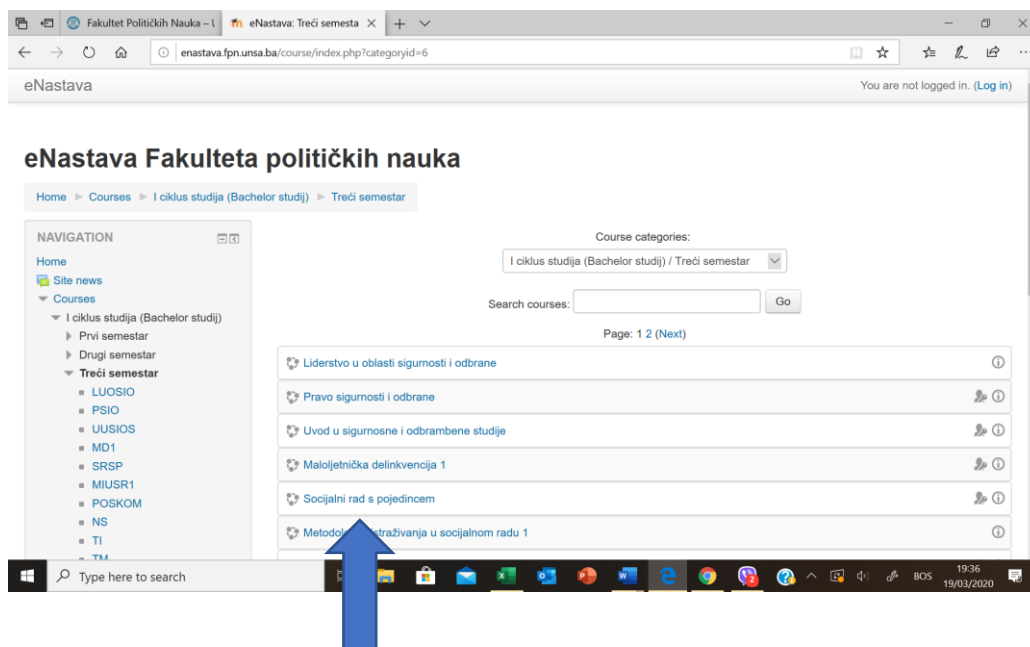 Fakultet Političkih Nauka – U
eNastava: Treći semesta
enastava.fpn.unsa.ba/course/index.php?categoryid=6
eNastava
You are not logged in. (Log in)
eNastava Fakulteta političkih nauka
Home ▶ Courses ▶ I ciklus studija (Bachelor studij) ▶ Treći semestar
NAVIGATION
Home
Site news
Courses
I ciklus studija (Bachelor studij)
Prvi semestar
Drugi semestar
Treći semestar
LUOSIO
PSIO
UUSIOS
MD1
SRSP
MIUSR1
POSKOM
NS
TI
TM
Course categories:
I ciklus studija (Bachelor studij) / Treći semestar
Search courses:
Go
Page: 1 2 (Next)
Liderstvo u oblasti sigurnosti i odbrane
Pravo sigurnosti i odbrane
Uvod u sigurnosne i odbrambene studije
Maloljetnička delinkvencija 1
Socijalni rad s pojedincem
straživanja u socijalnom radu 1
Type here to search
BOS
19:36
19/03/2020